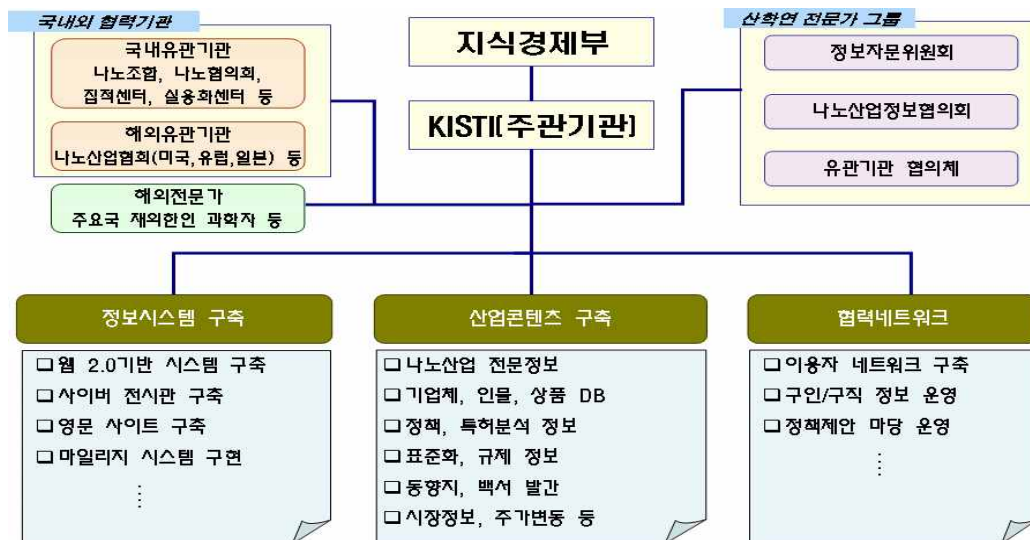 국내외 협력기관
국내유관기관
나노조합, 나노협의회,
집적센터, 실용화센터 등
해외유관기관
나노산업협회(미국,유럽,일본) 등
해외전문가
주요국 재외한인 과학자 등
지식경제부
KISTI(주관기관)
산학연 전문가 그룹
정보자문위원회
나노산업정보협의회
유관기관 협의체
정보시스템 구축
❑ 웹 2.0기반 시스템 구축
❑ 사이버 전시관 구축
❑ 영문 사이트 구축
❑ 마일리지 시스템 구현
⋮
산업콘텐츠 구축
❑ 나노산업 전문정보
❑ 기업체, 인물, 상품 DB
❑ 정책, 특허분석 정보
❑ 표준화, 규제 정보
❑ 동향지, 백서 발간
❑ 시장정보, 주가변동 등
협력네트워크
❑ 이용자 네트워크 구축
❑ 구인/구직 정보 운영
❑ 정책제안 마당 운영
⋮